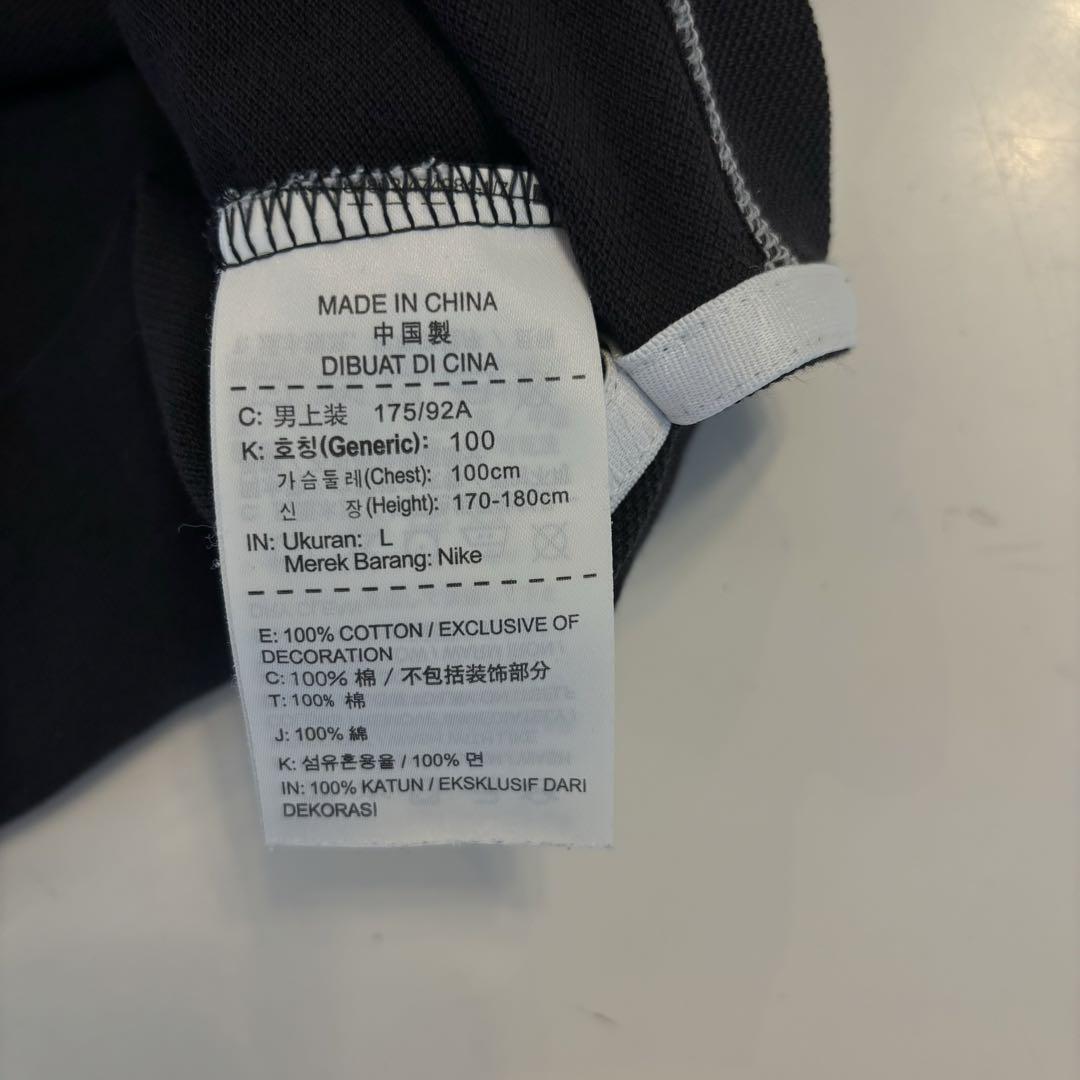 MADE IN CHINA
中国製
DIBUAT DI CINA
C: 男上装 175/92A
K: 호칭(Generic): 100
가슴둘레(Chest): 100cm
신 장(Height): 170-180cm
IN: Ukuran: L
Merek Barang: Nike
E: 100% COTTON / EXCLUSIVE OF
DECORATION
C: 100% 棉 / 不包括装饰部分
T: 100% 棉
J: 100% 綿
K: 섬유혼용율 / 100% 면
IN: 100% KATUN / EKSKLUSIF DARI
DEKORASI